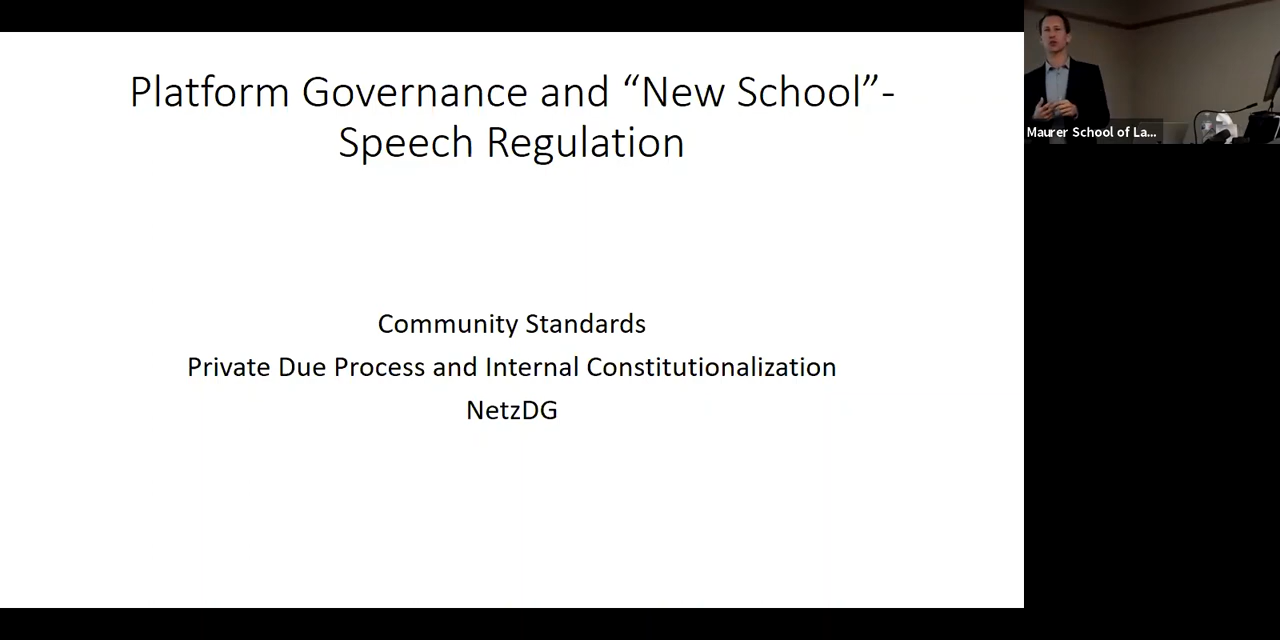 Platform Governance and “New School”-
Speech Regulation
Community Standards
Private Due Process and Internal Constitutionalization
NetzDG
Maurer School of La...